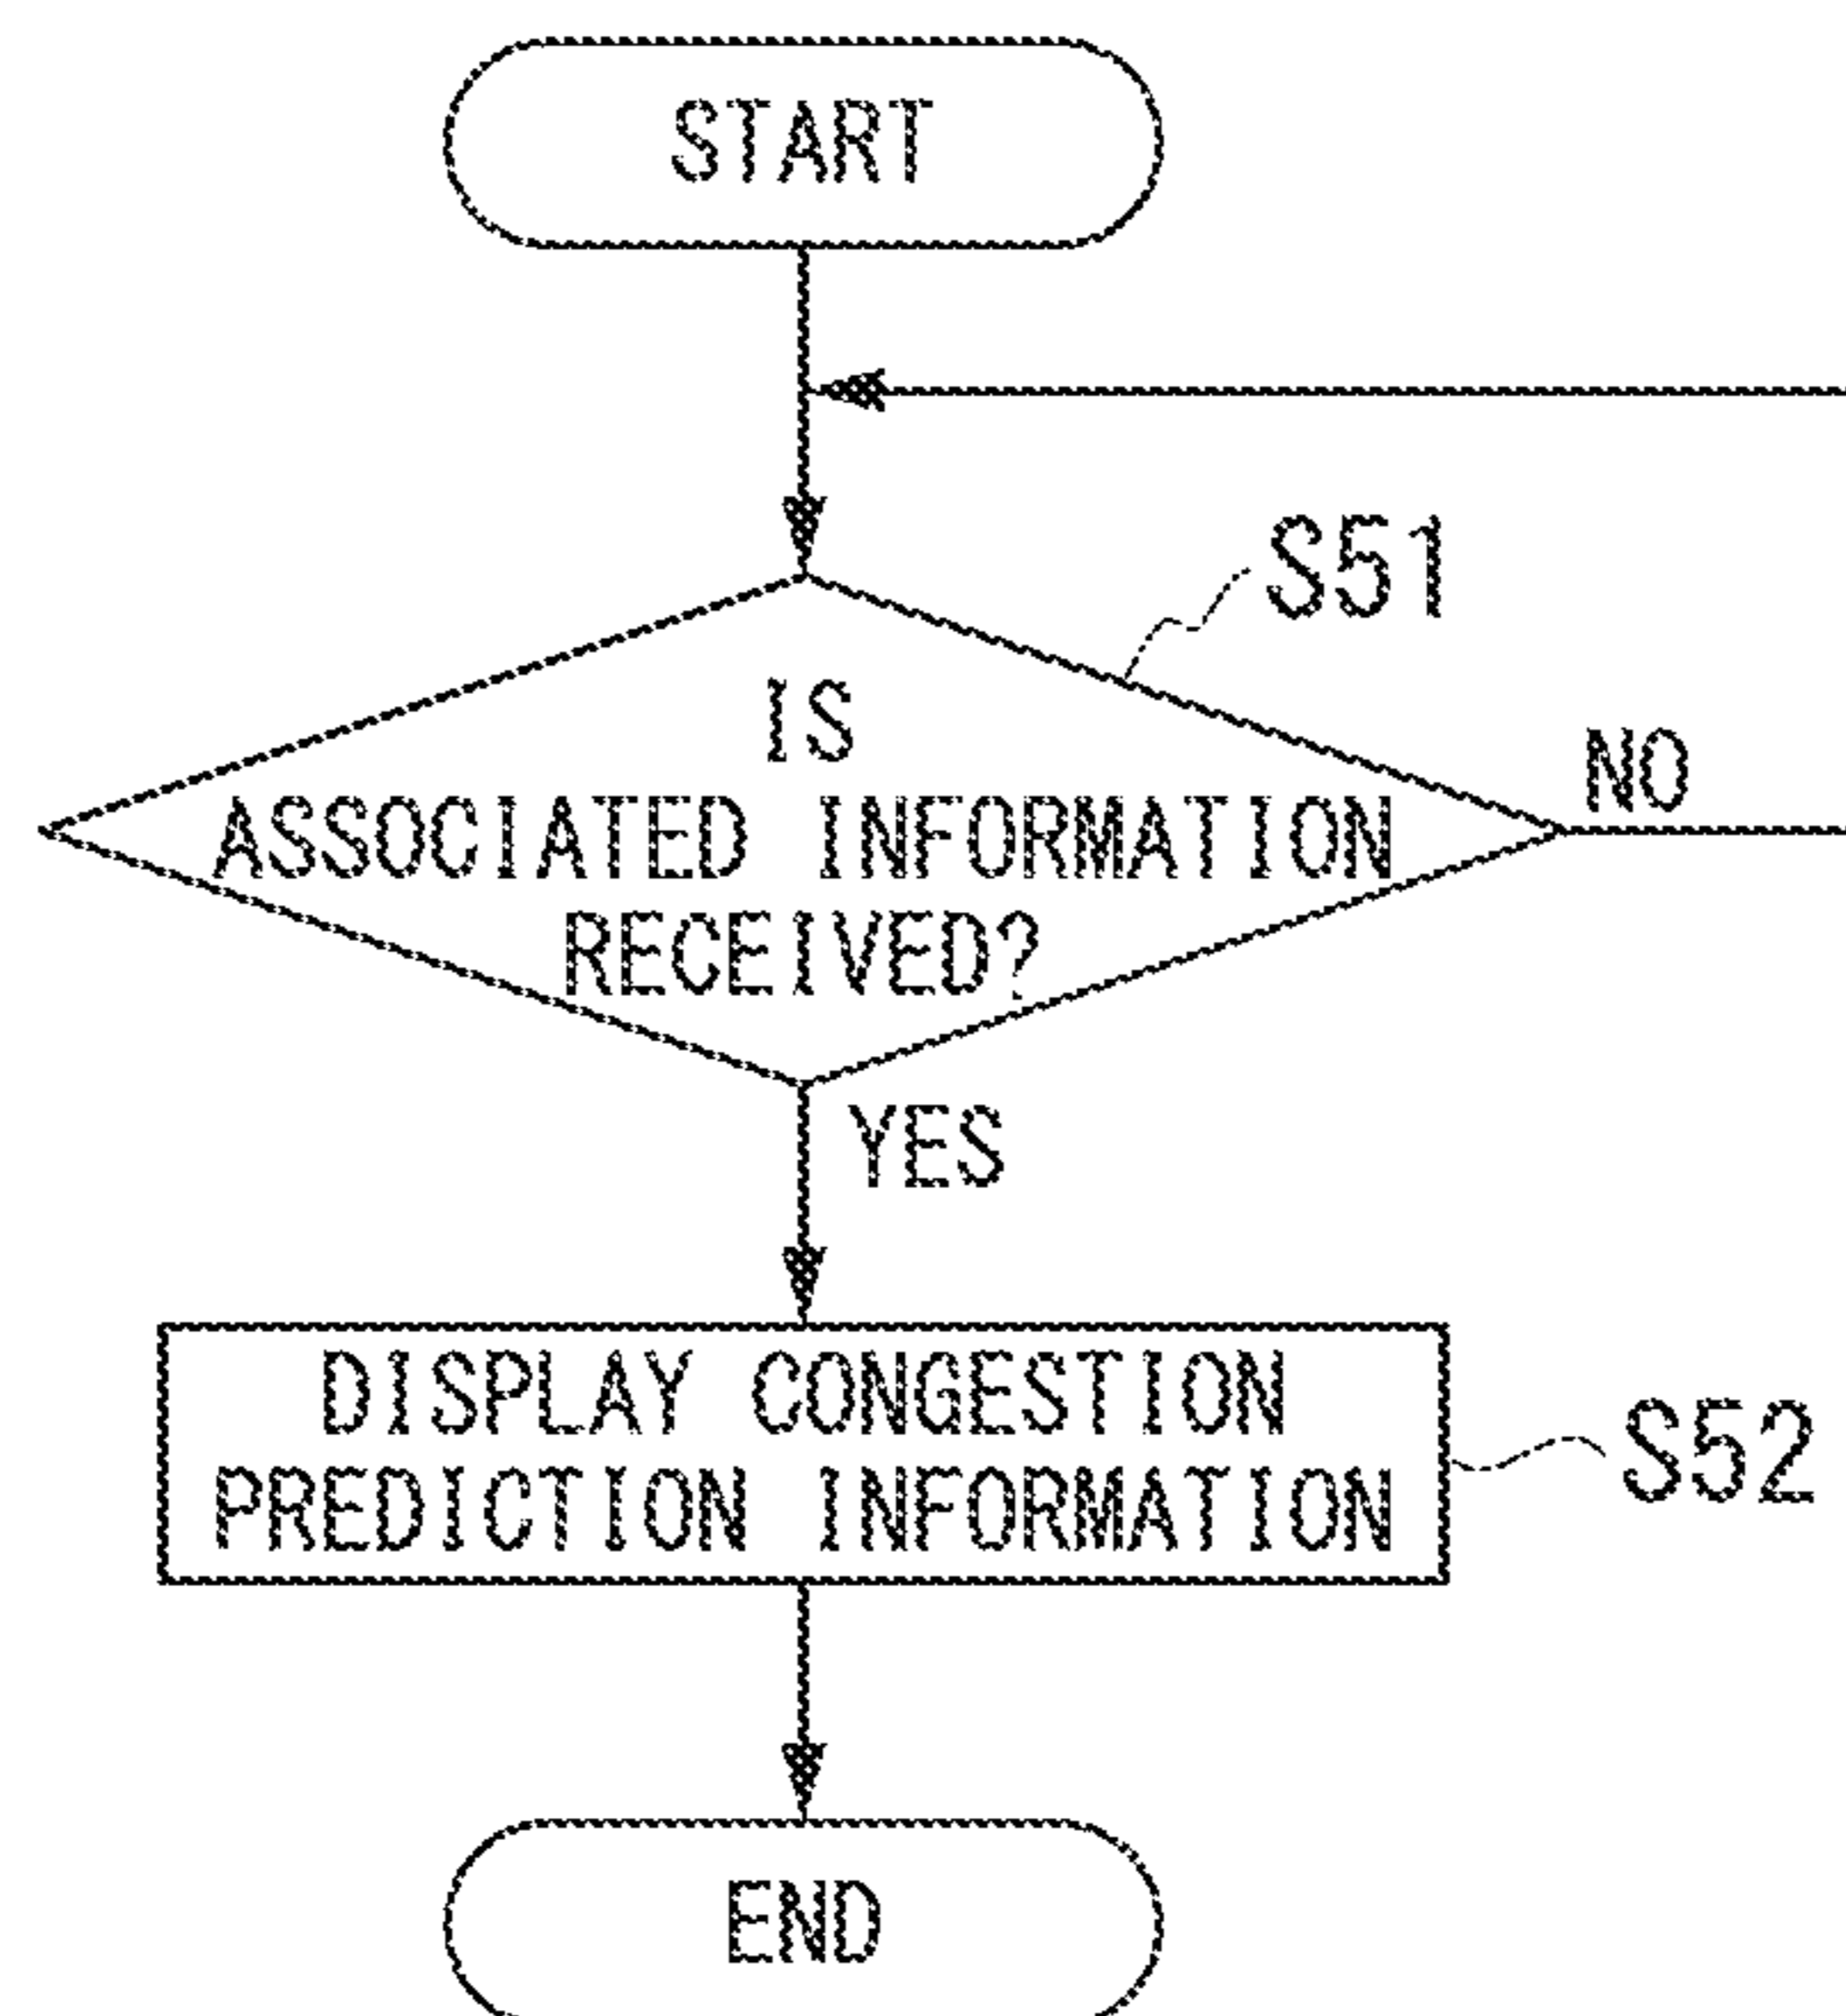 START
S51
IS
ASSOCIATED INFORMATION
RECEIVED?
NO
YES
DISPLAY CONGESTION
PREDICTION INFORMATION
S52
END